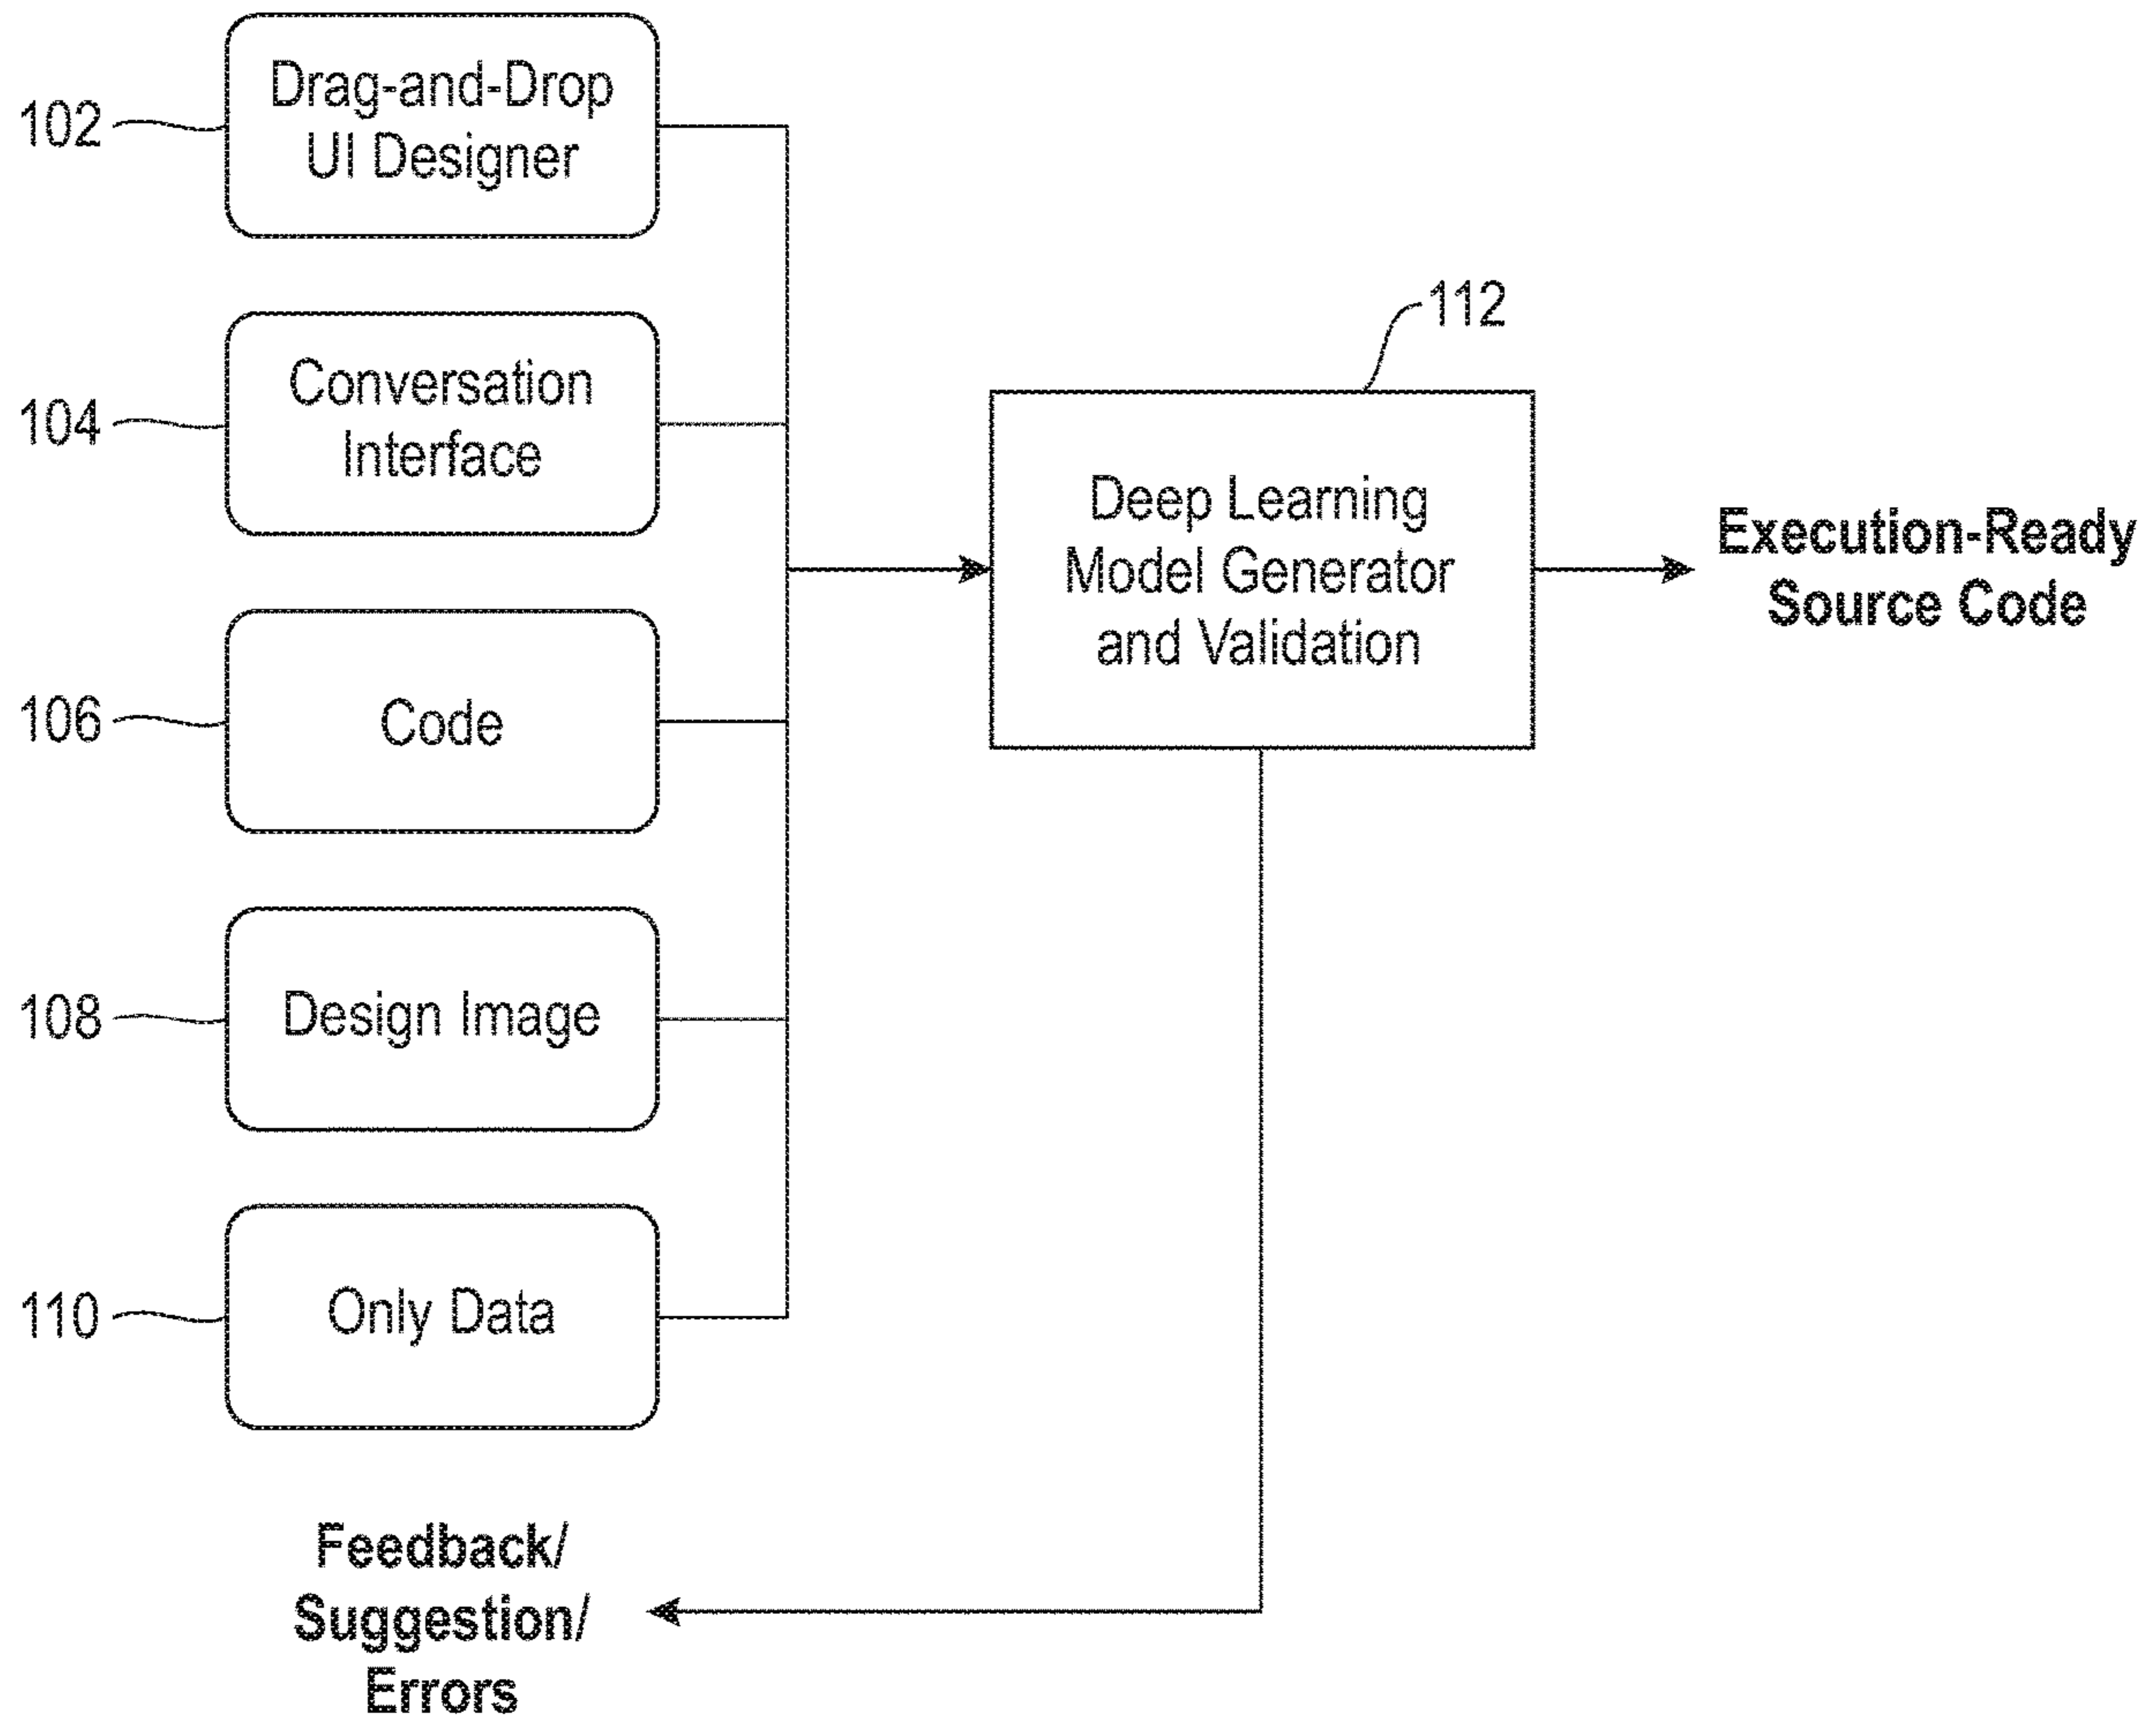 102
Drag-and-Drop
UI Designer
104
Conversation
Interface
106
Code
108
Design Image
110
Only Data
112
Deep Learning
Model Generator
and Validation
Execution-Ready
Source Code
Feedback/
Suggestion/
Errors